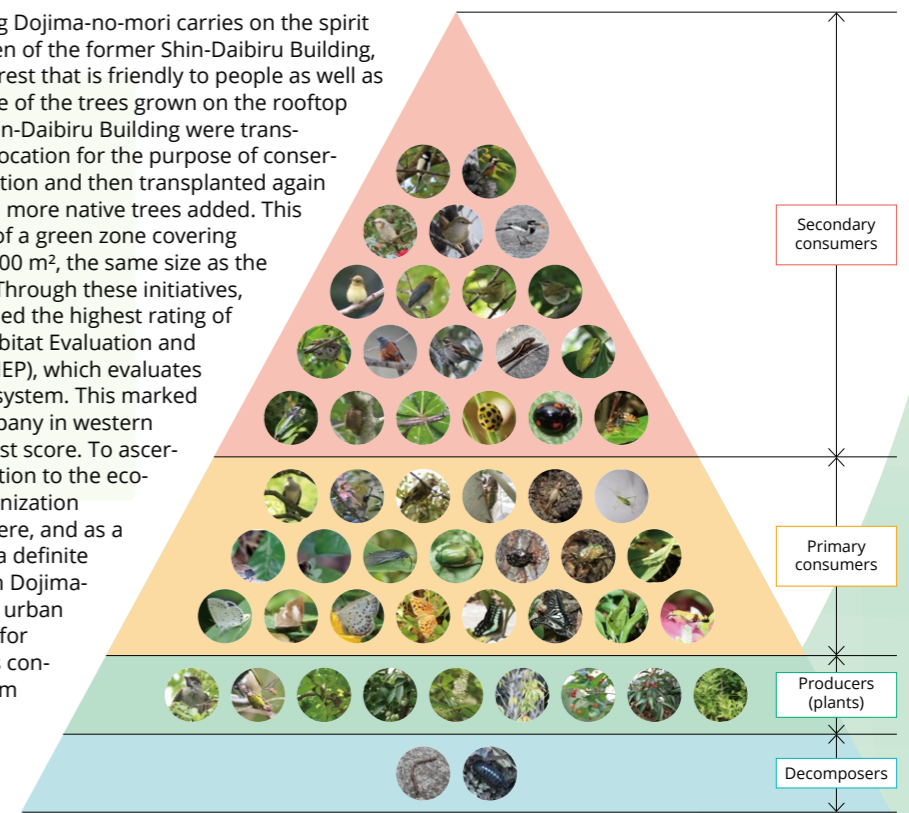 g Dojima-no-mori carries on the spirit
en of the former Shin-Daibiru Building,
rest that is friendly to people as well as
e of the trees grown on the rooftop
in-Daibiru Building were trans-
ocation for the purpose of conser-
tion and then transplanted again
more native trees added. This
of a green zone covering
00 m², the same size as the
Through these initiatives,
ed the highest rating of
bitat Evaluation and
EP), which evaluates
system. This marked
pany in western
st score. To ascer-
tion to the eco-
nization
ere, and as a
a definite
n Dojima-
urban
for
s con-
m
Secondary
consumers
Primary
consumers
Producers
(plants)
Decomposers